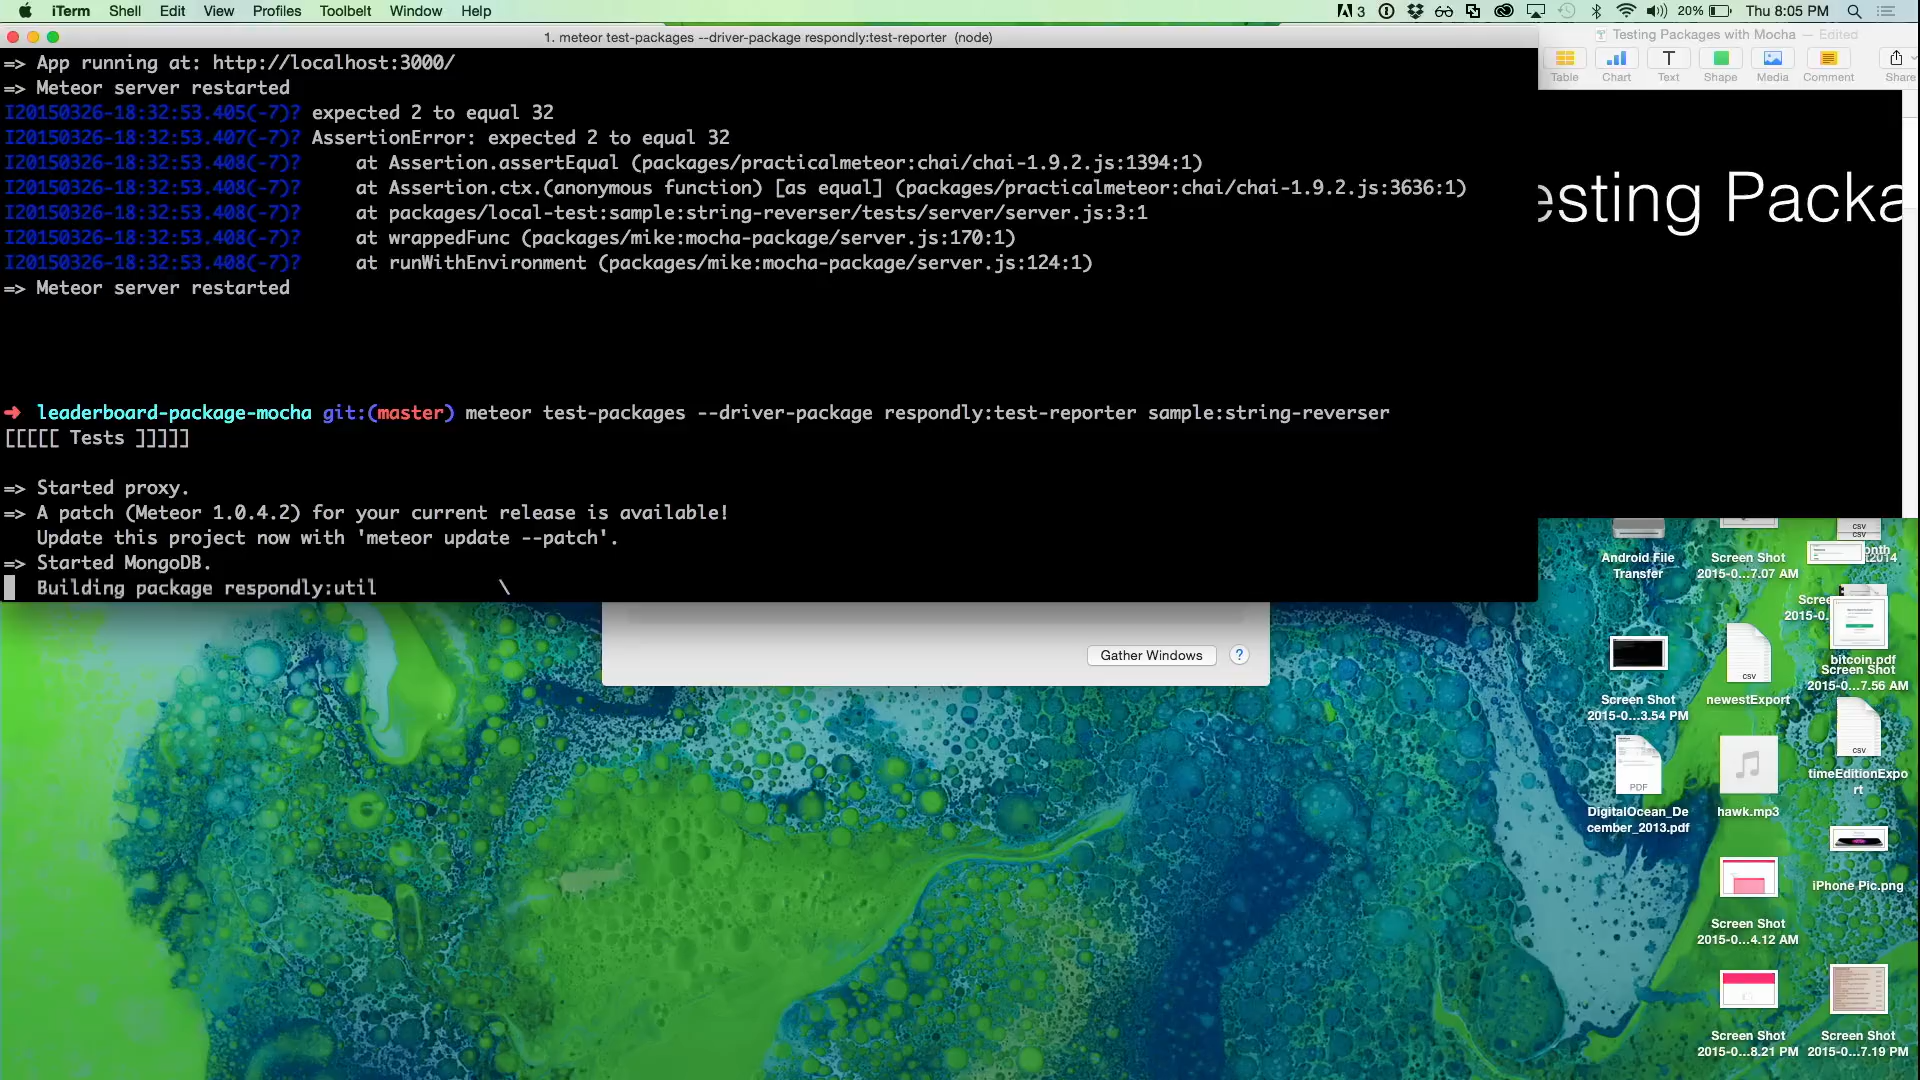 iTerm Shell Edit View Profiles Toolbelt Window Help
3 20% Thu 8:05 PM
1. meteor test-packages --driver-package respondly:test-reporter (node)
Testing Packages with Mocha — Edited
Table Chart Text Shape Media Comment Share
esting Packa
=> App running at: http://localhost:3000/
=> Meteor server restarted
I20150326-18:32:53.405(-7)? expected 2 to equal 32
I20150326-18:32:53.407(-7)? AssertionError: expected 2 to equal 32
I20150326-18:32:53.408(-7)?     at Assertion.assertEqual (packages/practicalmeteor:chai/chai-1.9.2.js:1394:1)
I20150326-18:32:53.408(-7)?     at Assertion.ctx.(anonymous function) [as equal] (packages/practicalmeteor:chai/chai-1.9.2.js:3636:1)
I20150326-18:32:53.408(-7)?     at packages/local-test:sample:string-reverser/tests/server/server.js:3:1
I20150326-18:32:53.408(-7)?     at wrappedFunc (packages/mike:mocha-package/server.js:170:1)
I20150326-18:32:53.408(-7)?     at runWithEnvironment (packages/mike:mocha-package/server.js:124:1)
=> Meteor server restarted
➜ leaderboard-package-mocha git:(master) meteor test-packages --driver-package respondly:test-reporter sample:string-reverser
[[[[[ Tests ]]]]]
=> Started proxy.
=> A patch (Meteor 1.0.4.2) for your current release is available!
Update this project now with 'meteor update --patch'.
=> Started MongoDB.
Building package respondly:util \
Gather Windows ?
Android File
Transfer
Screen Shot
2015-0...7.07 AM
CSV
CSV
Screen Shot
2015-0...3.54 PM
CSV
newestExport
bitcoin.pdf
Screen Shot
2015-0...7.56 AM
PDF
DigitalOcean_De
cember_2013.pdf
hawk.mp3
CSV
timeEditionExpo
rt
iPhone Pic.png
Screen Shot
2015-0...4.12 AM
Screen Shot
2015-0...8.21 PM
Screen Shot
2015-0...7.19 PM